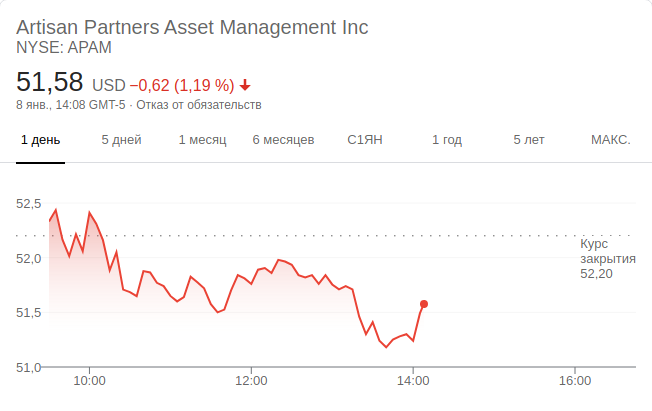 Artisan Partners Asset Management Inc
NYSE: APAM
51,58 USD −0,62 (1,19 %)
8 янв., 14:08 GMT-5 · Отказ от обязательств
1 день 5 дней 1 месяц 6 месяцев С1ЯН 1 год 5 лет МАКС.
52,5
Курс
закрытия
52,20
52,0
51,5
51,0
10:00 12:00 14:00 16:00